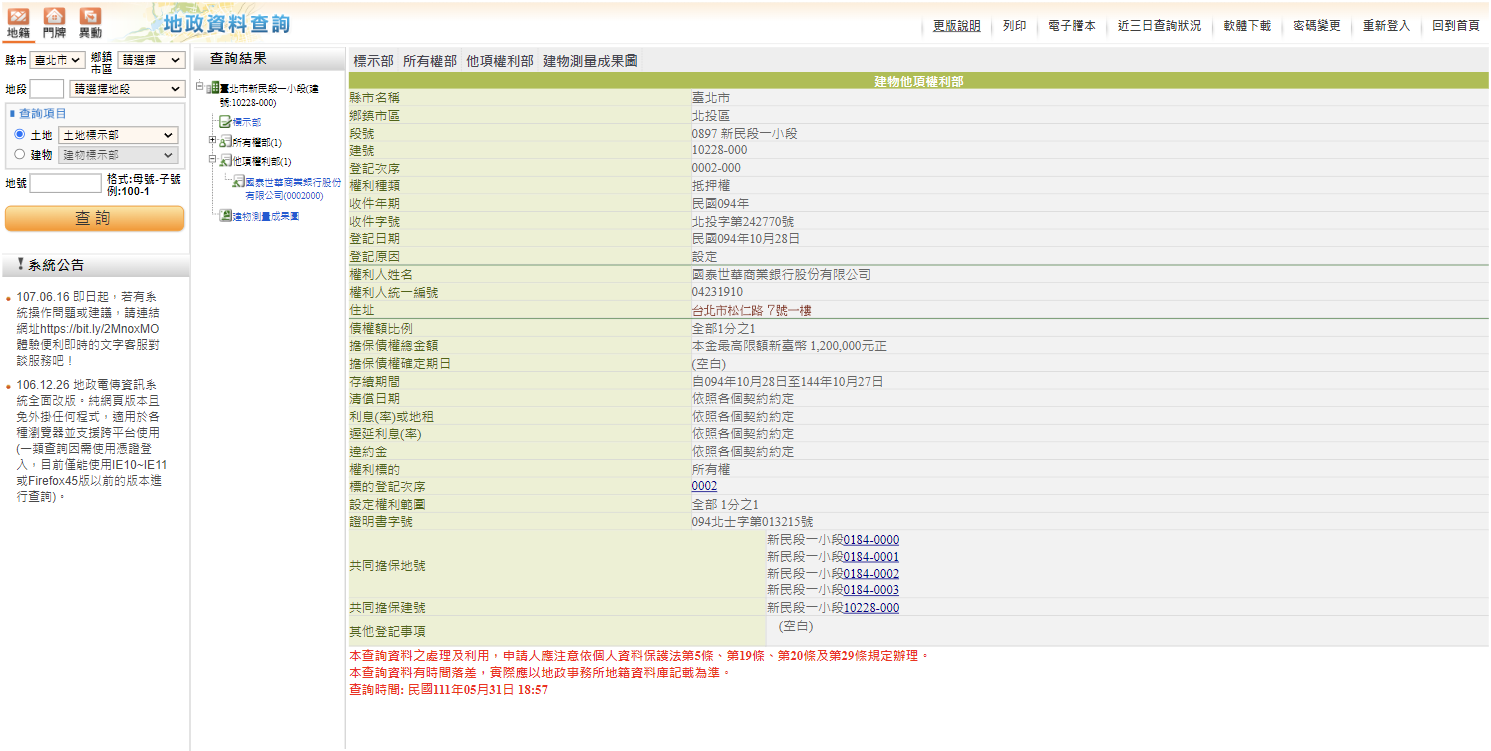 地籍 門牌 異動
地政資料查詢
更版說明 列印 電子謄本 近三日查詢狀況 軟體下載 密碼變更 重新登入 回到首頁
縣市 臺北市 鄉鎮市區 請選擇
地段 請選擇地段
查詢項目
土地 土地標示部
建物 建物標示部
地號 格式:母號-子號
例:100-1
查 詢
系統公告
107.06.16 即日起，若有系
統操作問題或建議，請連結
網址https://bit.ly/2MnoxMO
體驗便利即時的文字客服對
談服務吧！
106.12.26 地政電傳資訊系
統全面改版。純網頁版本且
免外掛任何程式，適用於各
種瀏覽器並支援跨平台使用
(一類查詢因需使用憑證登
入，目前僅能使用IE10~IE11
或Firefox45版以前的版本進
行查詢)。
查詢結果
臺北市新民段一小段(建
號:10228-000)
標示部
所有權部(1)
他項權利部(1)
國泰世華商業銀行股份
有限公司(0002000)
建物測量成果圖
標示部 所有權部 他項權利部 建物測量成果圖
建物他項權利部
縣市名稱 臺北市
鄉鎮市區 北投區
段號 0897 新民段一小段
建號 10228-000
登記次序 0002-000
權利種類 抵押權
收件年期 民國094年
收件字號 北投字第242770號
登記日期 民國094年10月28日
登記原因 設定
權利人姓名 國泰世華商業銀行股份有限公司
權利人統一編號 04231910
住址 台北市松仁路７號一樓
債權額比例 全部1分之1
擔保債權總金額 本金最高限額新臺幣 1,200,000元正
擔保債權確定期日 (空白)
存續期間 自094年10月28日至144年10月27日
清償日期 依照各個契約約定
利息(率)或地租 依照各個契約約定
遲延利息(率) 依照各個契約約定
違約金 依照各個契約約定
權利標的 所有權
標的登記次序 0002
設定權利範圍 全部 1分之1
證明書字號 094北士字第013215號
共同擔保地號 新民段一小段0184-0000
新民段一小段0184-0001
新民段一小段0184-0002
新民段一小段0184-0003
共同擔保建號 新民段一小段10228-000
其他登記事項 (空白)
本查詢資料之處理及利用，申請人應注意依個人資料保護法第5條、第19條、第20條及第29條規定辦理。
本查詢資料有時間落差，實際應以地政事務所地籍資料庫記載為準。
查詢時間: 民國111年05月31日 18:57